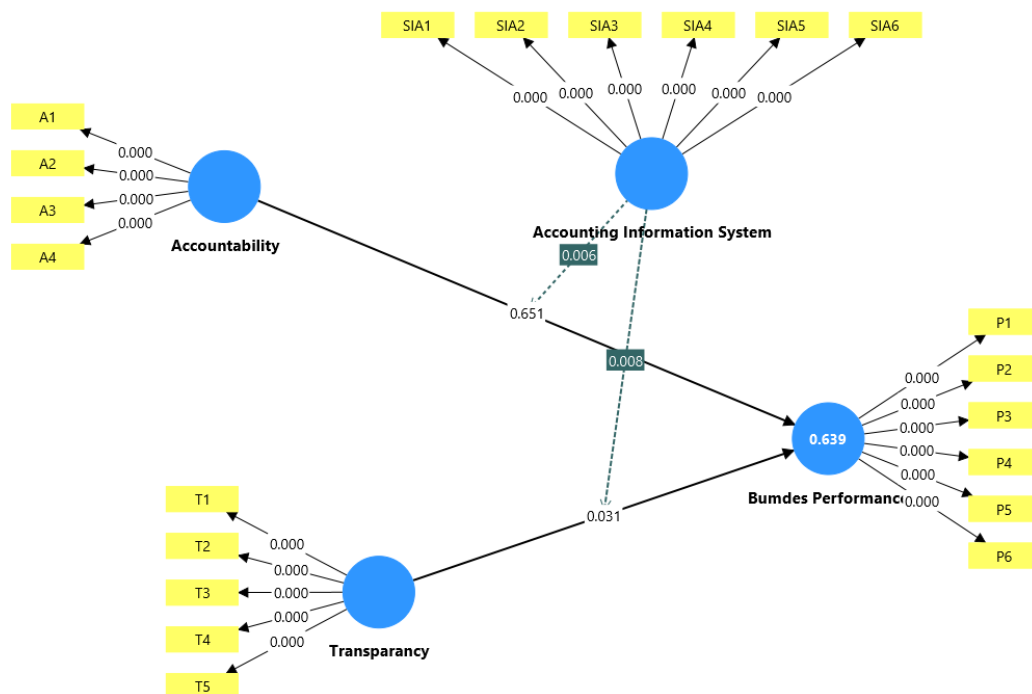 SIA1 SIA2 SIA3 SIA4 SIA5 SIA6
0.000 0.000 0.000 0.000 0.000 0.000
A1
A2
A3
A4
0.000
0.000
0.000
0.000
Accountability
Accounting Information System
0.006
0.651
0.008
P1
P2
P3
P4
P5
P6
0.000
0.000
0.000
0.000
0.000
0.000
0.639
Bumdes Performance
0.031
T1
T2
T3
T4
T5
0.000
0.000
0.000
0.000
0.000
Transparancy